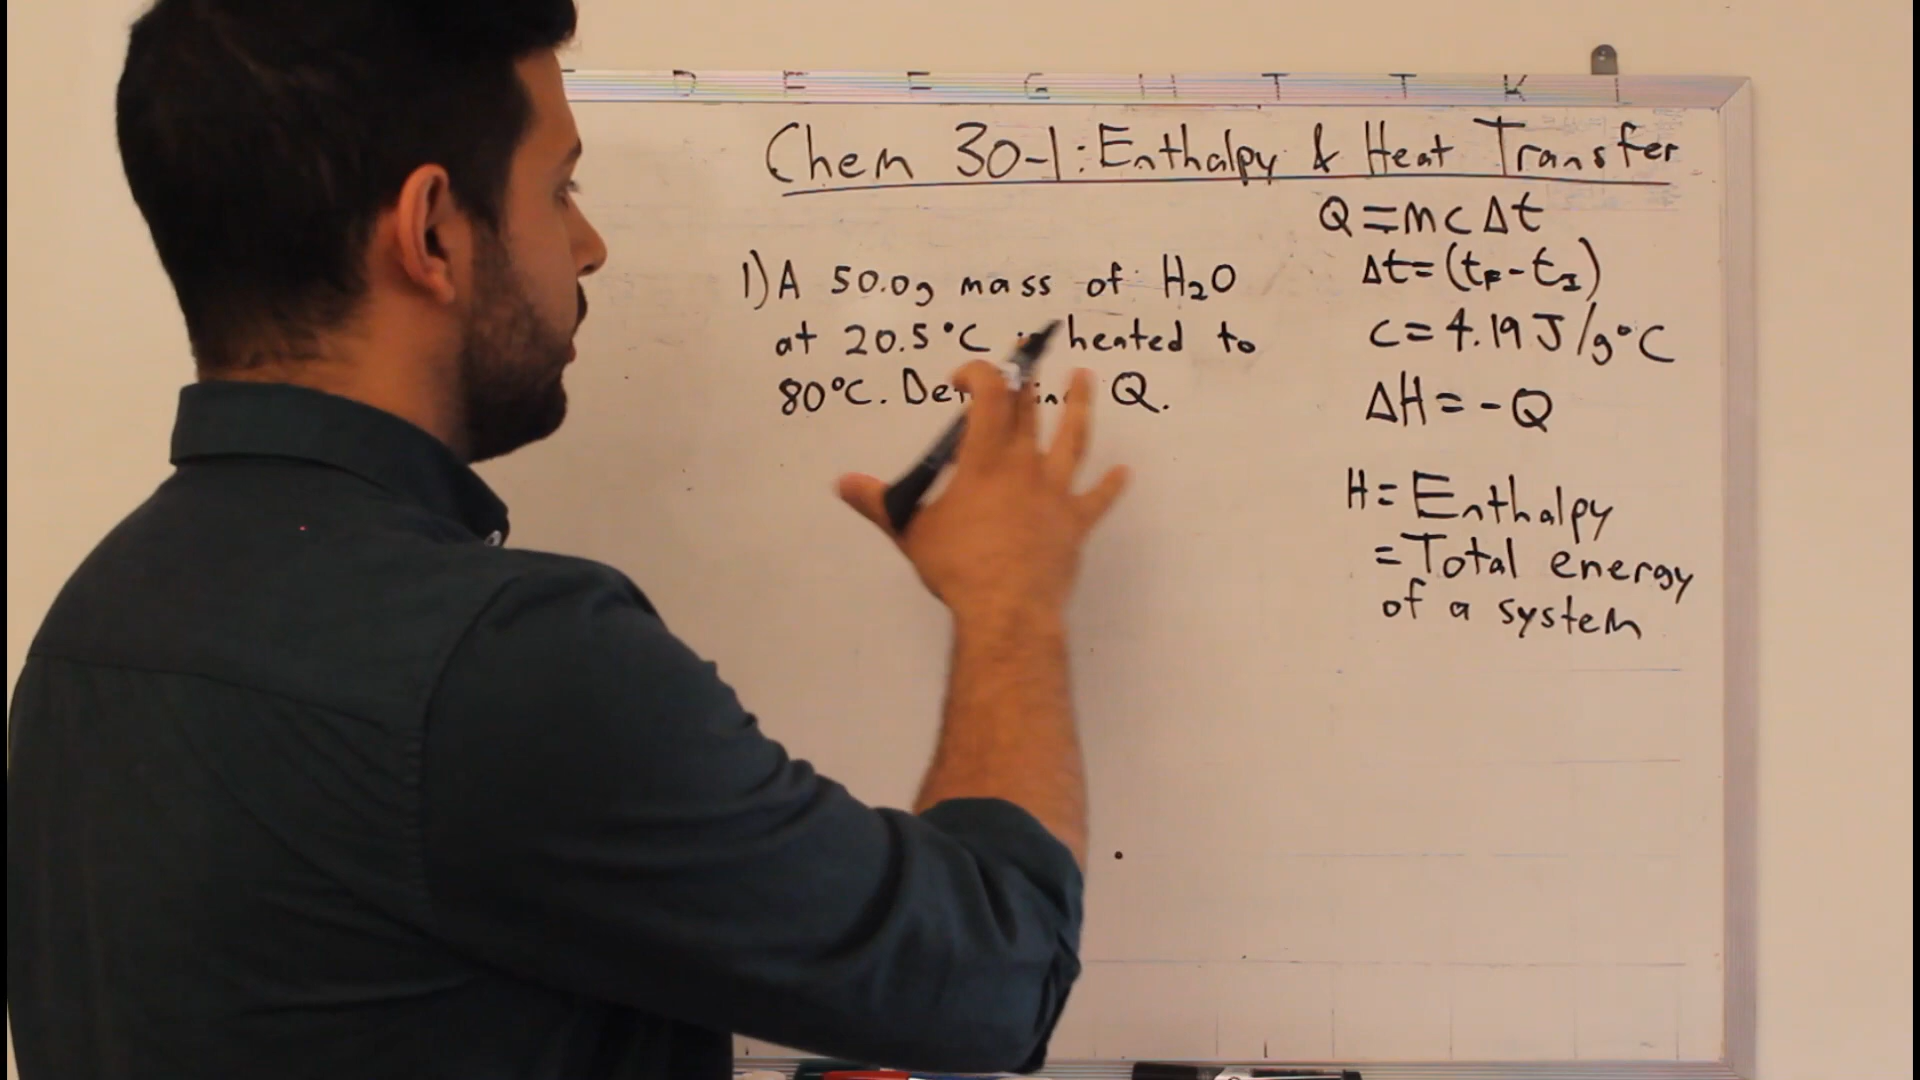 D E F G H I J K L
Chem 30-1: Enthalpy & Heat Transfer
Q = mcΔt
Δt = (tF - tI)
c = 4.19 J/g°C
ΔH = -Q
H = Enthalpy
= Total energy
of a system
1) A 50.0g mass of H₂O
at 20.5°C heated to
80°C. Q.